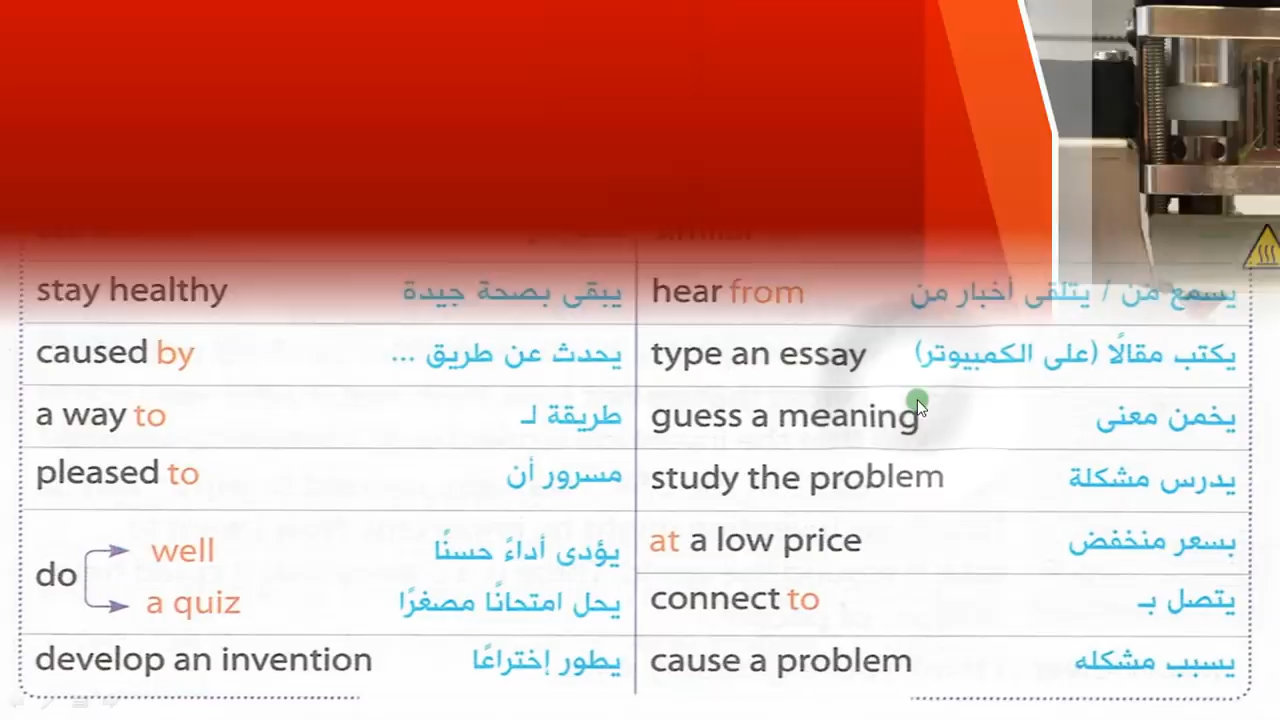 stay healthy يبقى بصحة جيدة
hear from يسمع من / يتلقى أخبار من
caused by يحدث عن طريق ...
type an essay يكتب مقالًا (على الكمبيوتر)
a way to طريقة لـ
guess a meaning يخمن معنى
pleased to مسرور أن
study the problem يدرس مشكلة
do
well يؤدى أداءً حسنا
a quiz يحل امتحانًا مصغرًا
at a low price بسعر منخفض
connect to يتصل بـ
develop an invention يطور إختراعًا
cause a problem يسبب مشكله